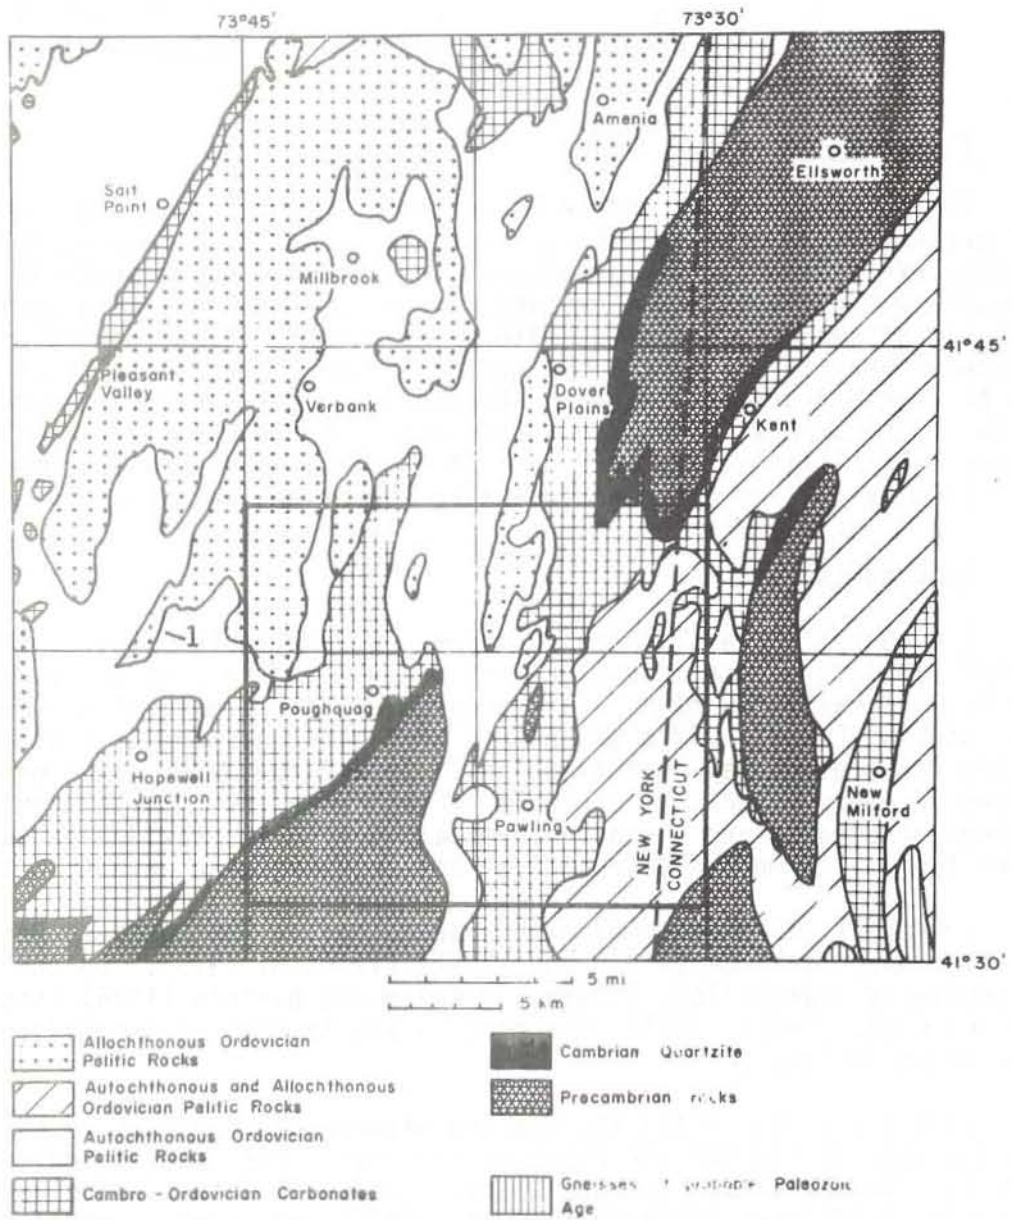 73°45'
73°30'
Amenia
Ellsworth
Salt
Point
Millbrook
41°45'
Pleasant
Valley
Verbank
Dover
Plains
Kent
1
Poughquag
Hopewell
Junction
New
Milford
Pawling
NEW YORK
CONNECTICUT
41°30'
5 mi
5 km
Allochthonous Ordovician
Pelitic Rocks
Autochthonous and Allochthonous
Ordovician Pelitic Rocks
Autochthonous Ordovician
Pelitic Rocks
Cambro-Ordovician Carbonates
Cambrian Quartzite
Precambrian rocks
Gneisses probable Paleozoic
Age